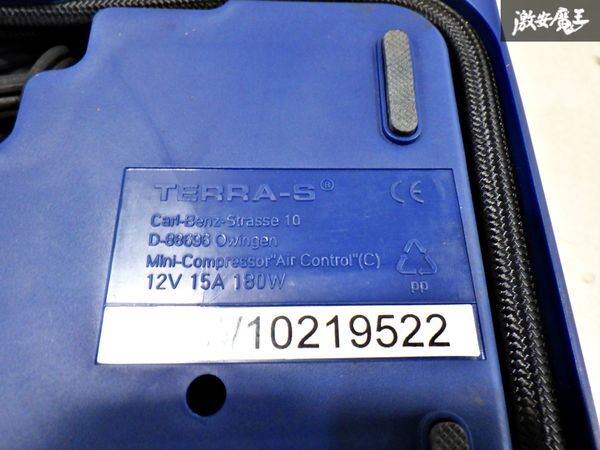 激安魔王
TERRA-S® CE
Carl-Benz-Strasse 10
D-88696 Owingen
Mini-Compressor"Air Control"(C)
12V 15A 180W
pp
/10219522